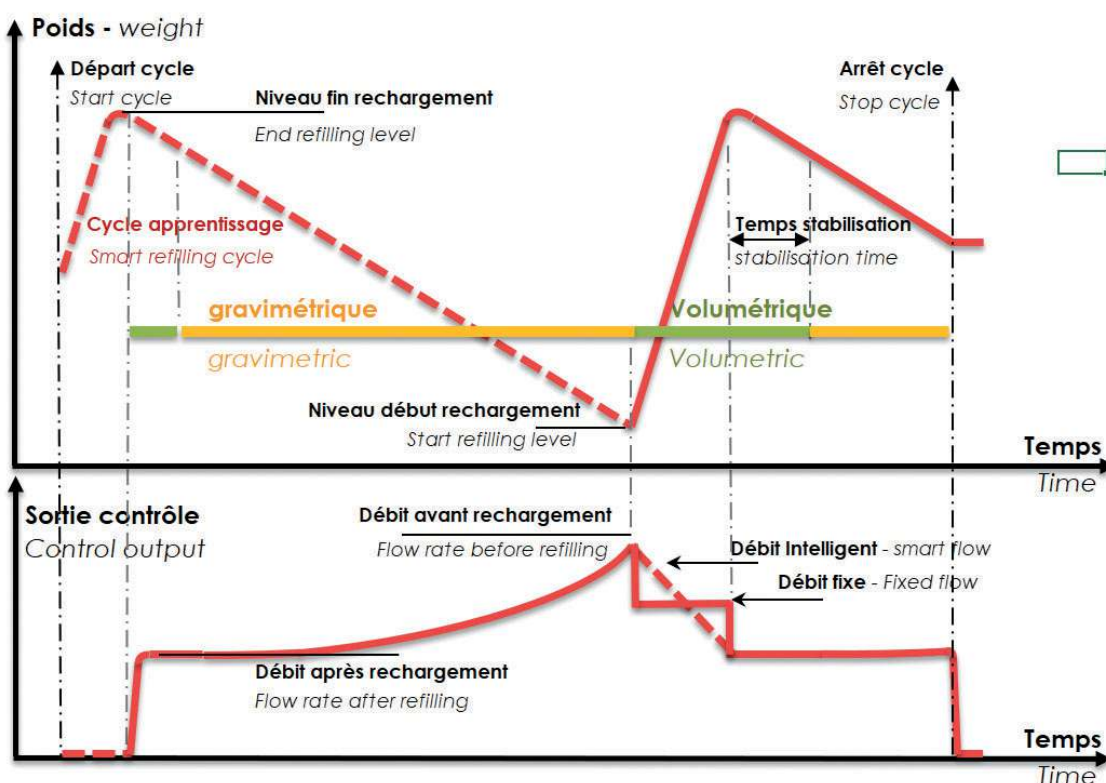 Poids - weight
Départ cycle
Start cycle
Niveau fin rechargement
End refilling level
Arrêt cycle
Stop cycle
Cycle apprentissage
Smart refilling cycle
Temps stabilisation
stabilisation time
gravimétrique
gravimetric
Volumétrique
Volumetric
Niveau début rechargement
Start refilling level
Temps
Time
Sortie contrôle
Control output
Débit avant rechargement
Flow rate before refilling
Débit Intelligent - smart flow
Débit fixe - Fixed flow
Débit après rechargement
Flow rate after refilling
Temps
Time